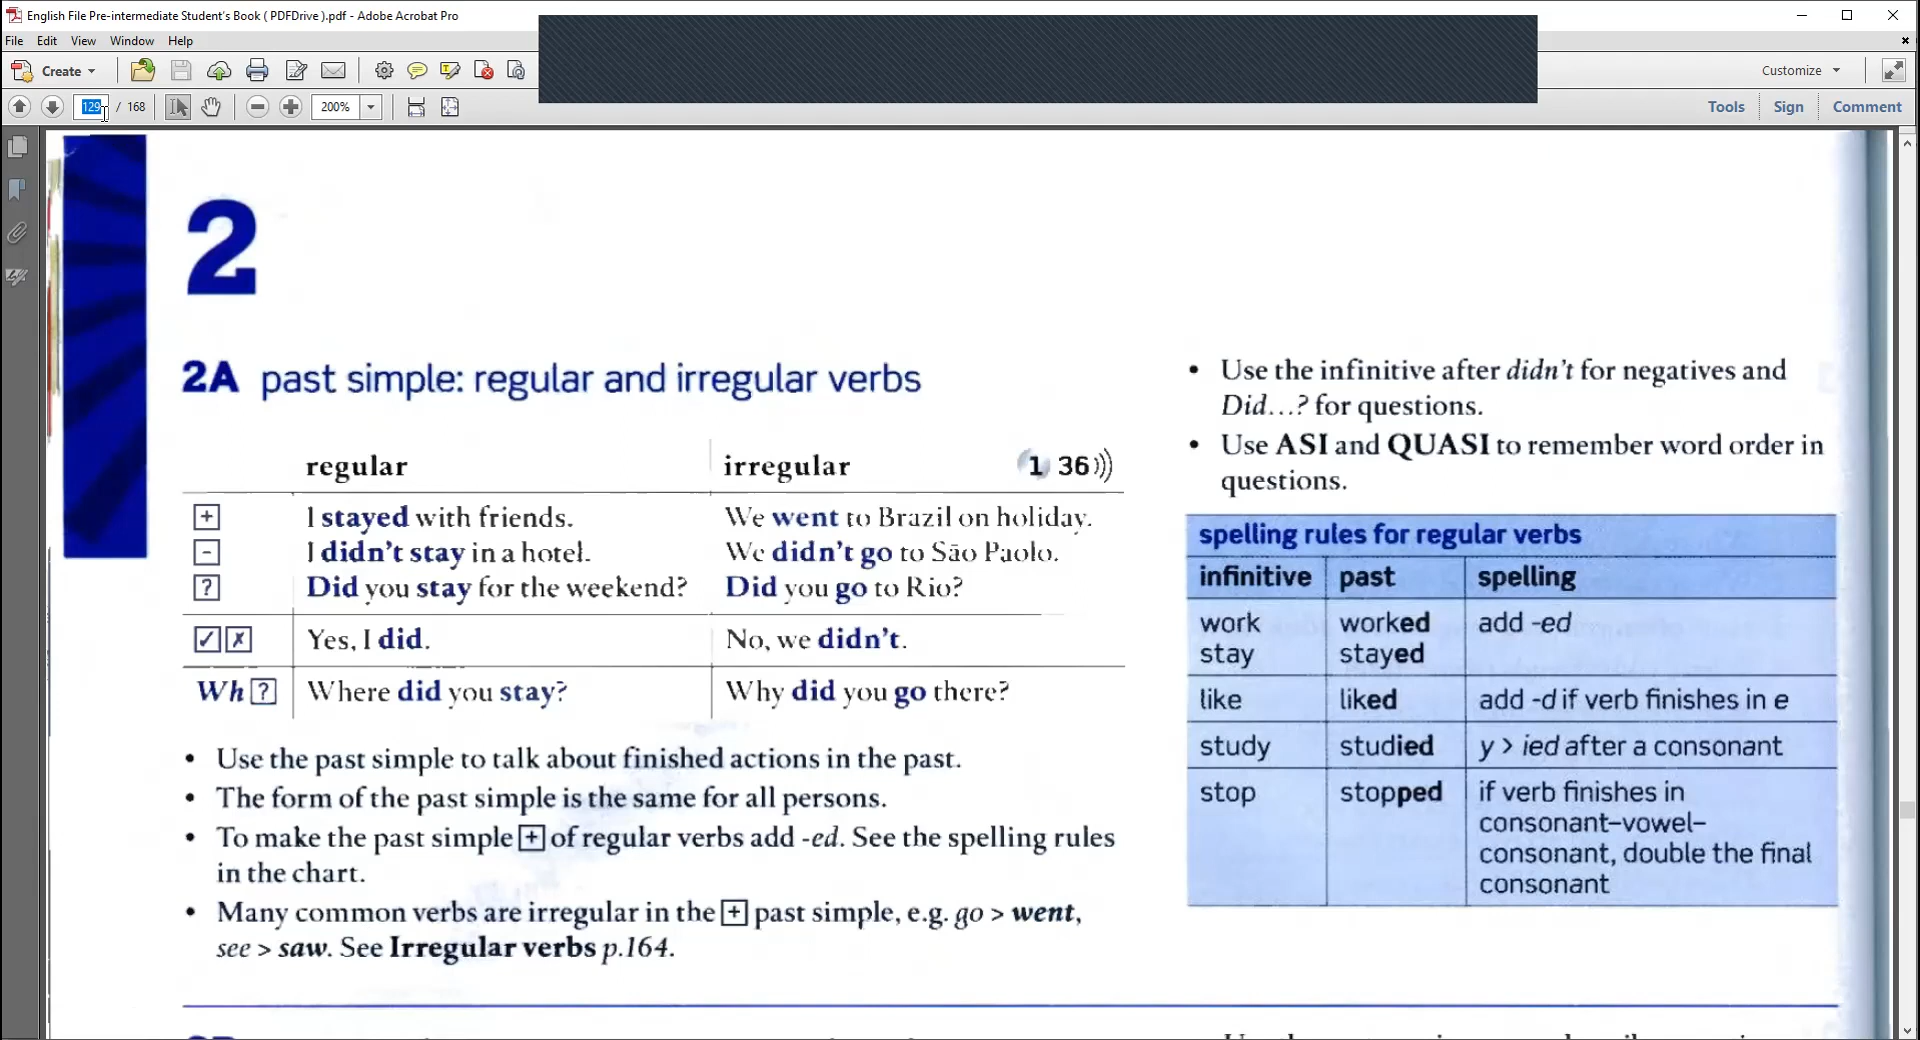 English File Pre-intermediate Student's Book ( PDFDrive ).pdf - Adobe Acrobat Pro
File Edit View Window Help
Create
Customize
129 / 168
200%
Tools Sign Comment
2
2A past simple: regular and irregular verbs
regular irregular 1 36
+ I stayed with friends. We went to Brazil on holiday.
- I didn't stay in a hotel. We didn't go to São Paolo.
? Did you stay for the weekend? Did you go to Rio?
✓ ✗ Yes, I did. No, we didn't.
Wh ? Where did you stay? Why did you go there?
• Use the past simple to talk about finished actions in the past.
• The form of the past simple is the same for all persons.
• To make the past simple + of regular verbs add -ed. See the spelling rules
in the chart.
• Many common verbs are irregular in the + past simple, e.g. go > went,
see > saw. See Irregular verbs p.164.
• Use the infinitive after didn't for negatives and
Did...? for questions.
• Use ASI and QUASI to remember word order in
questions.
spelling rules for regular verbs
infinitive past spelling
work worked add -ed
stay stayed
like liked add -d if verb finishes in e
study studied y > ied after a consonant
stop stopped if verb finishes in
consonant–vowel–
consonant, double the final
consonant